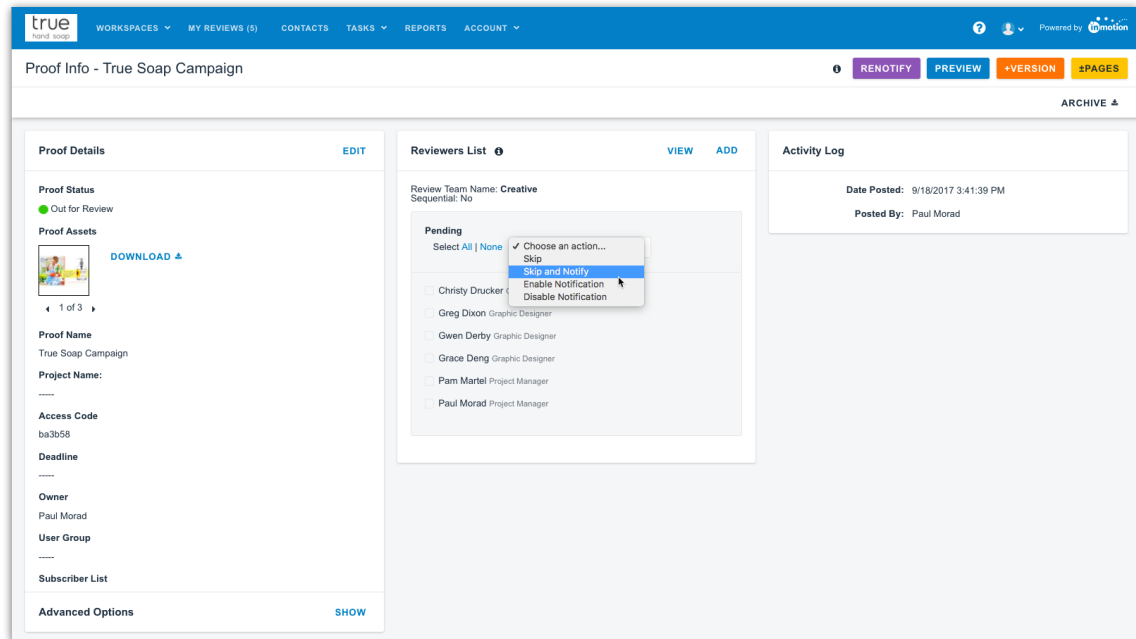 true
hand soap
WORKSPACES MY REVIEWS (5) CONTACTS TASKS REPORTS ACCOUNT
? Powered by inmotion
Proof Info - True Soap Campaign
RENOTIFY PREVIEW +VERSION ±PAGES
ARCHIVE
Proof Details EDIT
Proof Status
Out for Review
Proof Assets
DOWNLOAD
1 of 3
Proof Name
True Soap Campaign
Project Name:
-----
Access Code
ba3b58
Deadline
-----
Owner
Paul Morad
User Group
-----
Subscriber List
Advanced Options SHOW
Reviewers List VIEW ADD
Review Team Name: Creative
Sequential: No
Pending
Select All | None
✓ Choose an action...
Skip
Skip and Notify
Enable Notification
Disable Notification
Christy Drucker
Greg Dixon Graphic Designer
Gwen Derby Graphic Designer
Grace Deng Graphic Designer
Pam Martel Project Manager
Paul Morad Project Manager
Activity Log
Date Posted: 9/18/2017 3:41:39 PM
Posted By: Paul Morad